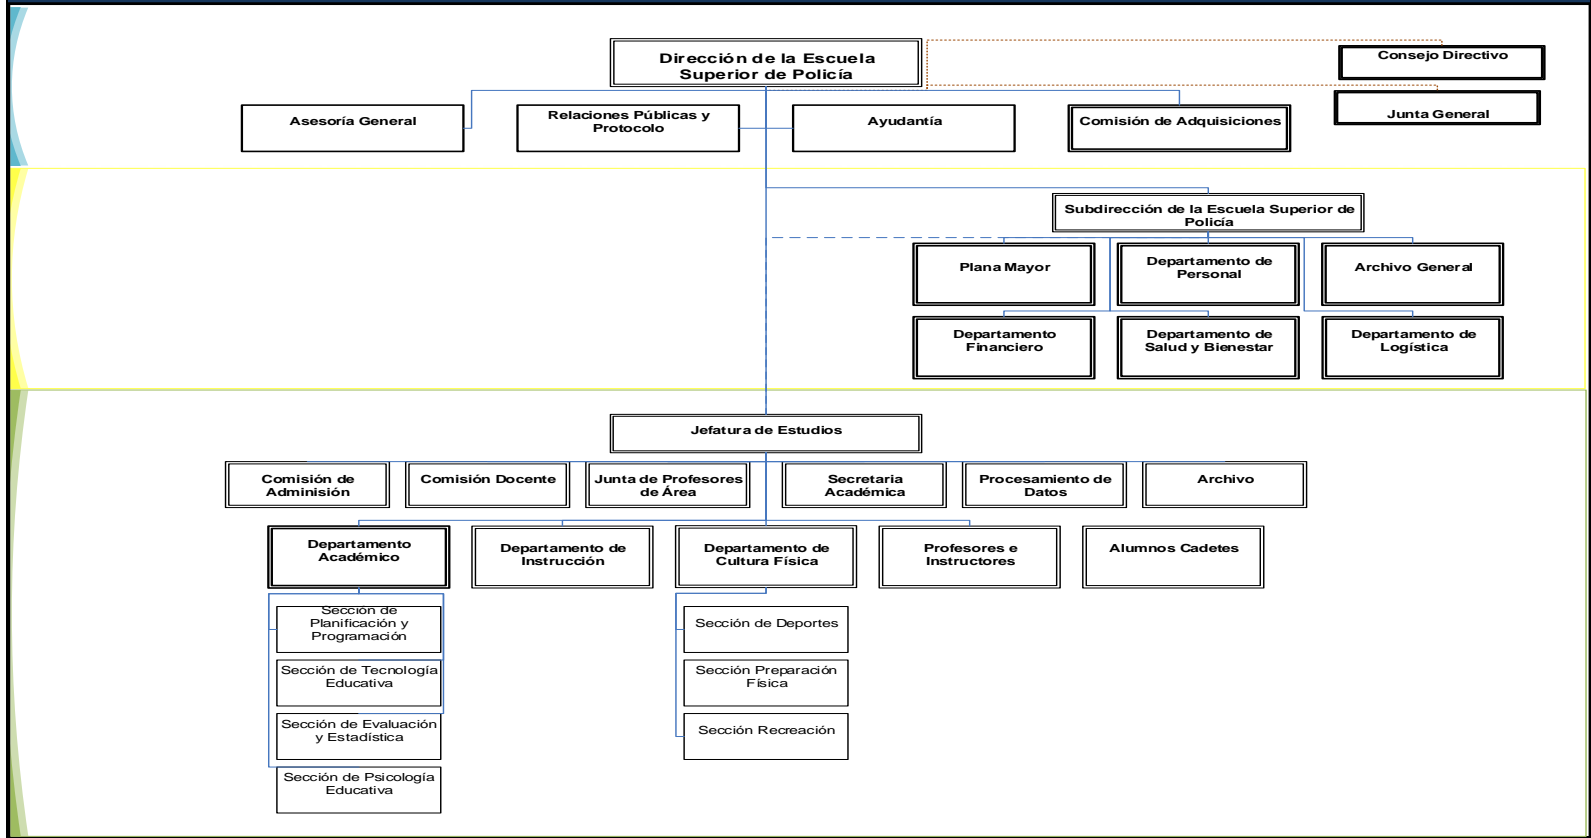 Dirección de la Escuela
Superior de Policía
Consejo Directivo
Junta General
Asesoría General
Relaciones Públicas y
Protocolo
Ayudantía
Comisión de Adquisiciones
Subdirección de la Escuela Superior de
Policía
Plana Mayor
Departamento de
Personal
Archivo General
Departamento
Financiero
Departamento de
Salud y Bienestar
Departamento de
Logística
Jefatura de Estudios
Comisión de
Adminisión
Comisión Docente
Junta de Profesores
de Área
Secretaria
Académica
Procesamiento de
Datos
Archivo
Departamento
Académico
Departamento de
Instrucción
Departamento de
Cultura Física
Profesores e
Instructores
Alumnos Cadetes
Sección de
Planificación y
Programación
Sección de Tecnología
Educativa
Sección de Evaluación
y Estadística
Sección de Psicología
Educativa
Sección de Deportes
Sección Preparación
Física
Sección Recreación